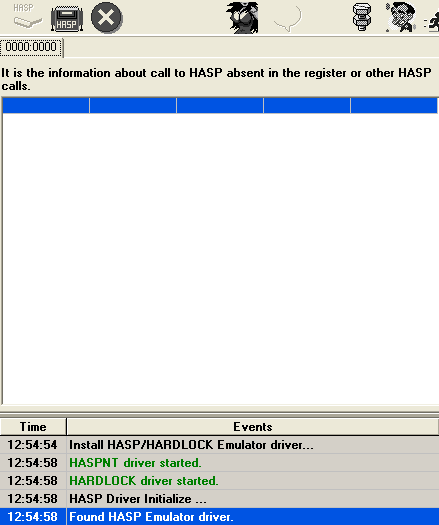 HASP
HASP
0000:0000
It is the information about call to HASP absent in the register or other HASP
calls.
Time Events
12:54:54 Install HASP/HARDLOCK Emulator driver...
12:54:58 HASPNT driver started.
12:54:58 HARDLOCK driver started.
12:54:58 HASP Driver Initialize ...
12:54:58 Found HASP Emulator driver.